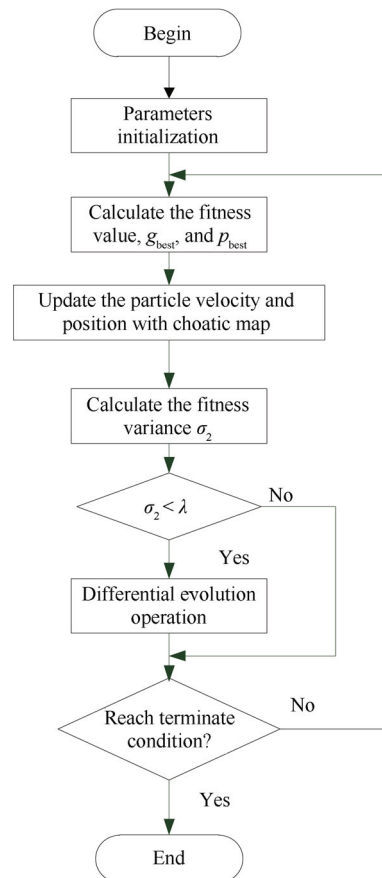 Begin
Parameters
initialization
Calculate the fitness
value, gbest, and pbest
Update the particle velocity and
position with choatic map
Calculate the fitness
variance σ2
σ2 < λ
No
Yes
Differential evolution
operation
Reach terminate
condition?
No
Yes
End